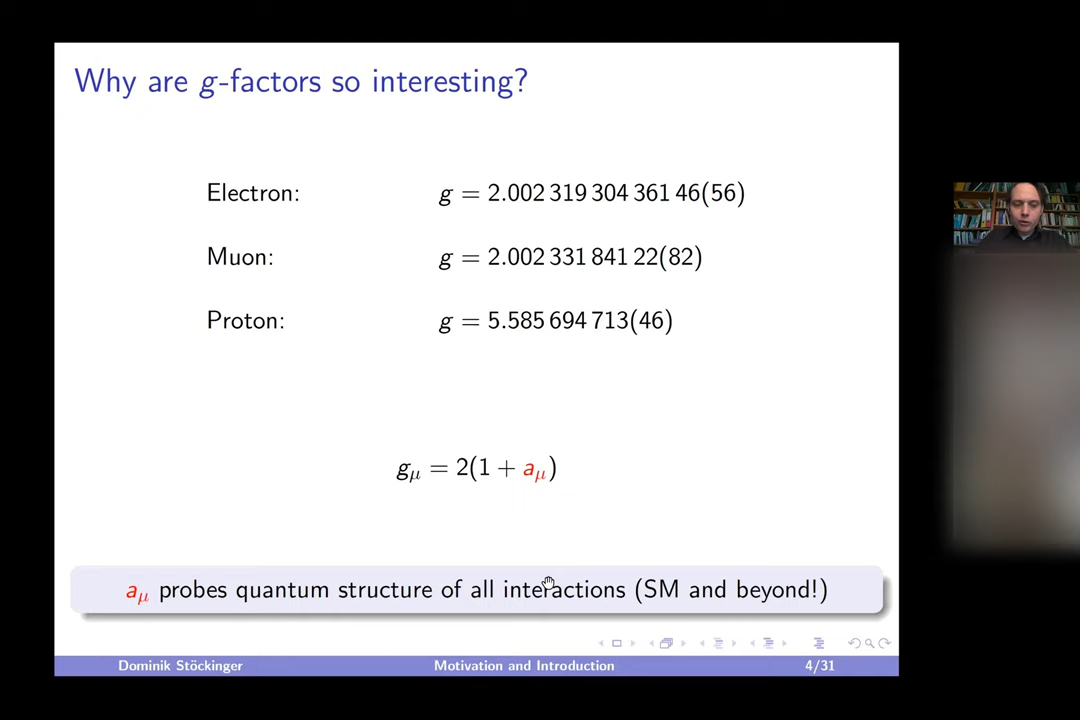 Why are g-factors so interesting?
Electron: g = 2.002 319 304 361 46(56)
Muon: g = 2.002 331 841 22(82)
Proton: g = 5.585 694 713(46)
gμ = 2(1 + aμ)
aμ probes quantum structure of all interactions (SM and beyond!)
Dominik Stöckinger Motivation and Introduction 4/31